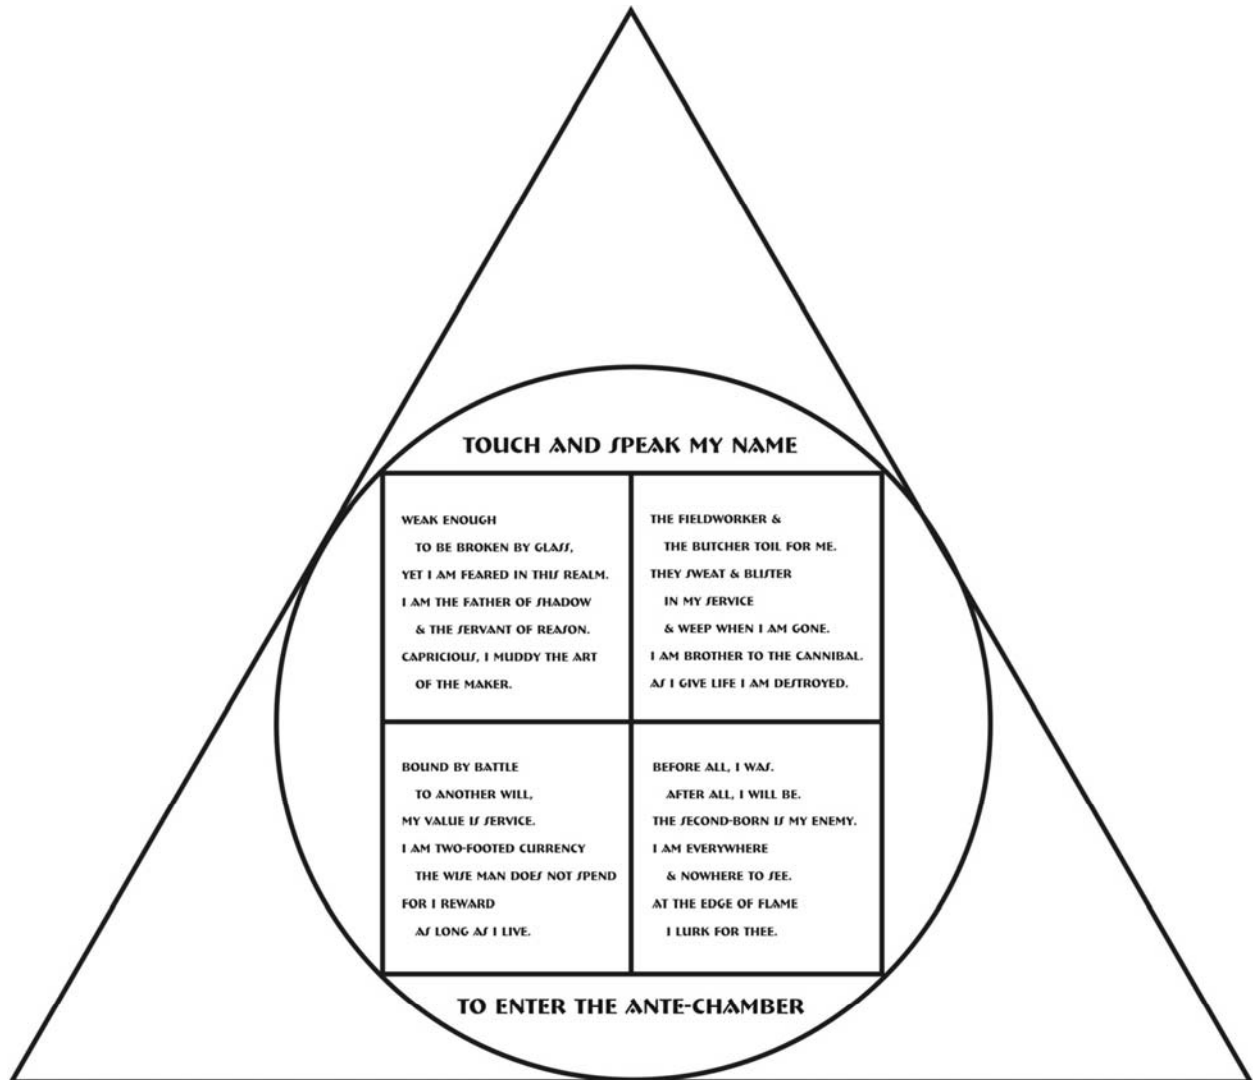 TOUCH AND SPEAK MY NAME
WEAK ENOUGH
TO BE BROKEN BY GLASS,
YET I AM FEARED IN THIS REALM.
I AM THE FATHER OF SHADOW
& THE SERVANT OF REASON.
CAPRICIOUS, I MUDDY THE ART
OF THE MAKER.
THE FIELDWORKER &
THE BUTCHER TOIL FOR ME.
THEY SWEAT & BLISTER
IN MY SERVICE
& WEEP WHEN I AM GONE.
I AM BROTHER TO THE CANNIBAL.
AS I GIVE LIFE I AM DESTROYED.
BOUND BY BATTLE
TO ANOTHER WILL,
MY VALUE IS SERVICE.
I AM TWO-FOOTED CURRENCY
THE WISE MAN DOES NOT SPEND
FOR I REWARD
AS LONG AS I LIVE.
BEFORE ALL, I WAS.
AFTER ALL, I WILL BE.
THE SECOND-BORN IS MY ENEMY.
I AM EVERYWHERE
& NOWHERE TO SEE.
AT THE EDGE OF FLAME
I LURK FOR THEE.
TO ENTER THE ANTE-CHAMBER